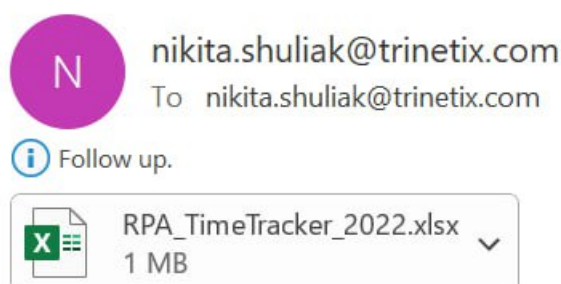 N
nikita.shuliak@trinetix.com
To nikita.shuliak@trinetix.com
i Follow up.
X
RPA_TimeTracker_2022.xlsx
1 MB